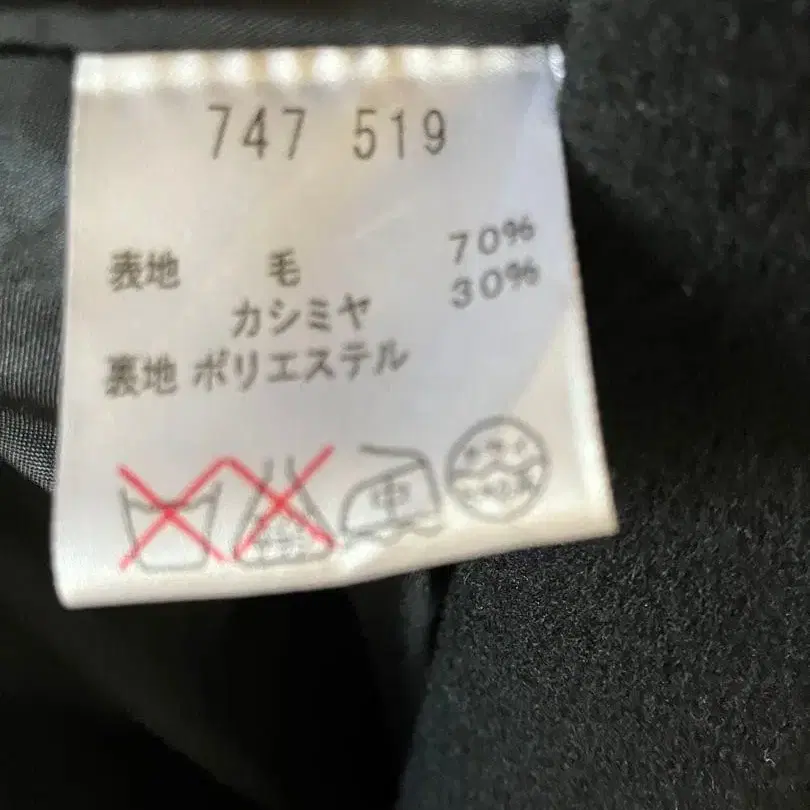 747 519
表地 毛 70%
カシミヤ 30%
裏地 ポリエステル
中